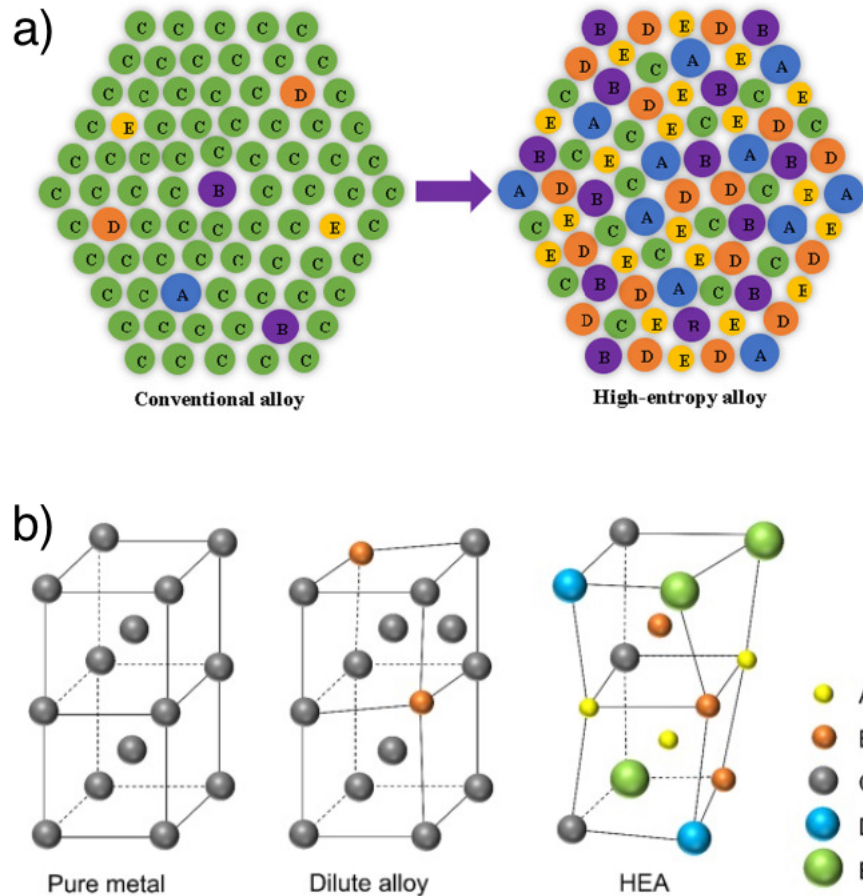 a)
C C C C C
C C C C C C
C C C C C D C
C E C C C C C C
C C C C C C C C C
C C C C B C C C C
C D C C C C C C E C
C C C C C C C C C
C C A C C C C C
C C C C C B C
C C C C C C
Conventional alloy
B D E D B
D E C A E A
C B D E B C E
E A C E C E D C
B C E A B A B D
A D B C D D C E A
C E C A E C B A E
E D E C E D C D
C B D A C B E
D C E B E D
B D E D A
High-entropy alloy
b)
Pure metal
Dilute alloy
HEA